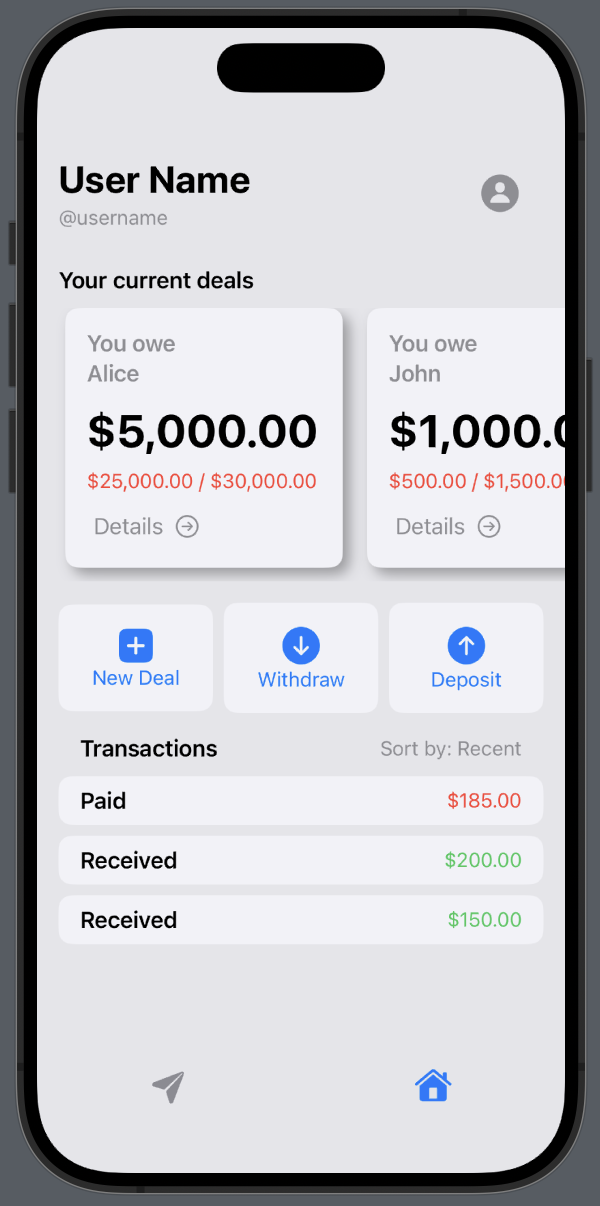 User Name
@username
Your current deals
You owe
Alice
$5,000.00
$25,000.00 / $30,000.00
Details
You owe
John
$1,000.0
$500.00 / $1,500.0
Details
New Deal
Withdraw
Deposit
Transactions
Sort by: Recent
Paid
$185.00
Received
$200.00
Received
$150.00